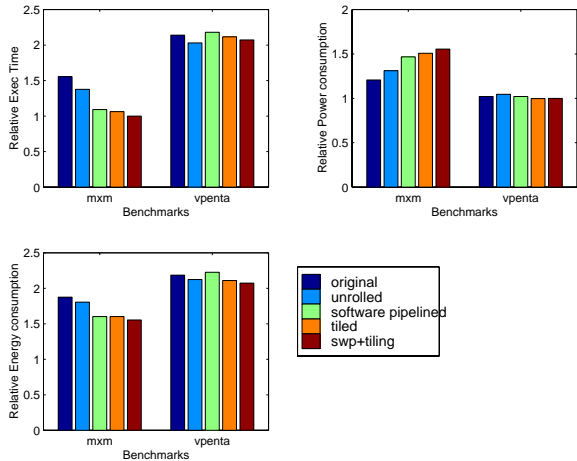 2.5
2
1.5
1
0.5
0
Relative Exec Time
mxm
vpenta
Benchmarks
2
1.5
1
0.5
0
Relative Power consumption
mxm
vpenta
Benchmarks
2.5
2
1.5
1
0.5
0
Relative Energy consumption
mxm
vpenta
Benchmarks
original
unrolled
software pipelined
tiled
swp+tiling